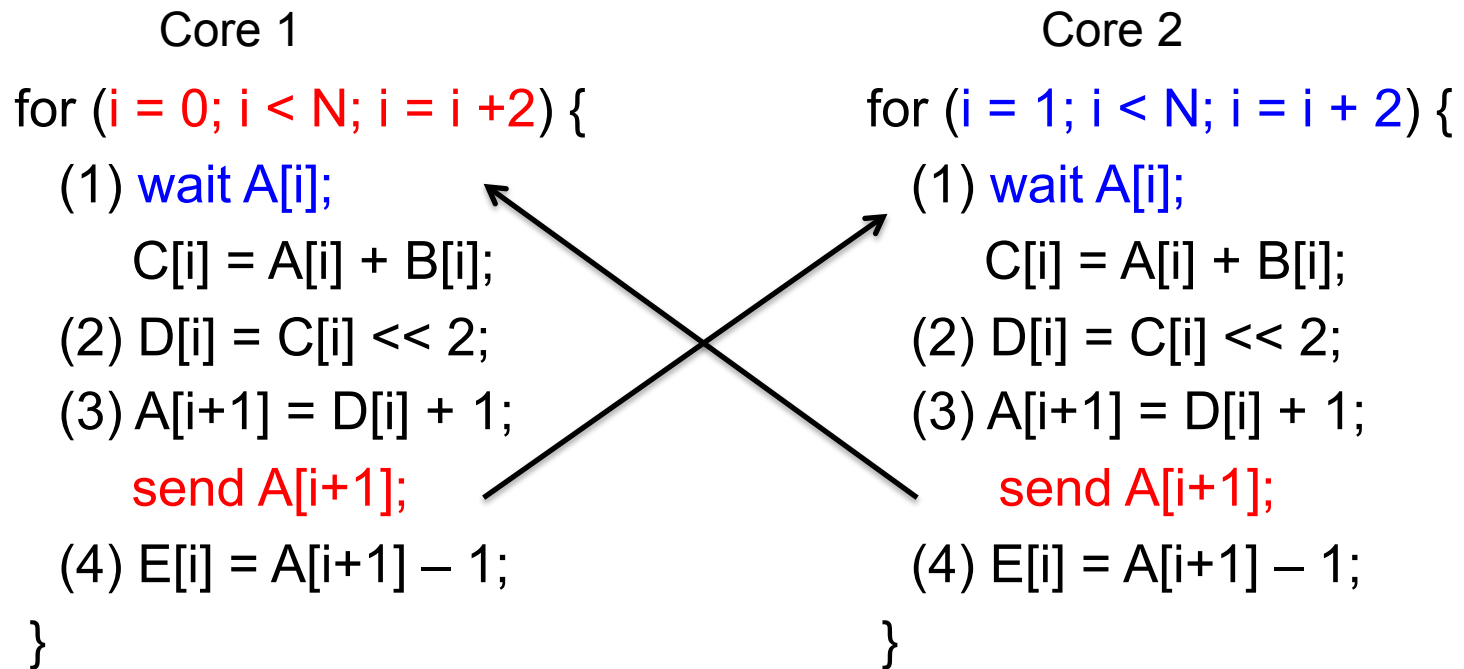 Core 1
for (i = 0; i < N; i = i +2) {
(1) wait A[i];
C[i] = A[i] + B[i];
(2) D[i] = C[i] << 2;
(3) A[i+1] = D[i] + 1;
send A[i+1];
(4) E[i] = A[i+1] – 1;
}
Core 2
for (i = 1; i < N; i = i + 2) {
(1) wait A[i];
C[i] = A[i] + B[i];
(2) D[i] = C[i] << 2;
(3) A[i+1] = D[i] + 1;
send A[i+1];
(4) E[i] = A[i+1] – 1;
}